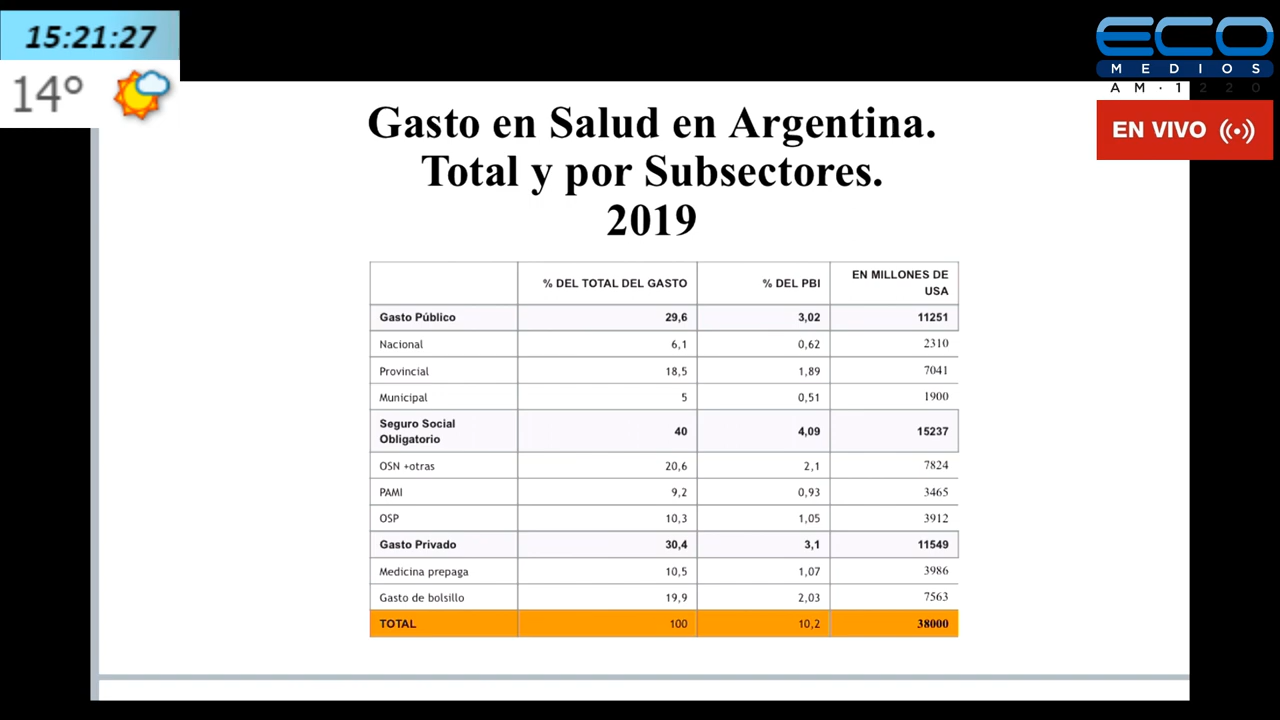 15:21:27
14°
ECO
MEDIOS
AM·1220
EN VIVO
Gasto en Salud en Argentina.
Total y por Subsectores.
2019
% DEL TOTAL DEL GASTO % DEL PBI EN MILLONES DE USA
Gasto Público 29,6 3,02 11251
Nacional 6,1 0,62 2310
Provincial 18,5 1,89 7041
Municipal 5 0,51 1900
Seguro Social Obligatorio 40 4,09 15237
OSN +otras 20,6 2,1 7824
PAMI 9,2 0,93 3465
OSP 10,3 1,05 3912
Gasto Privado 30,4 3,1 11549
Medicina prepaga 10,5 1,07 3986
Gasto de bolsillo 19,9 2,03 7563
TOTAL 100 10,2 38000